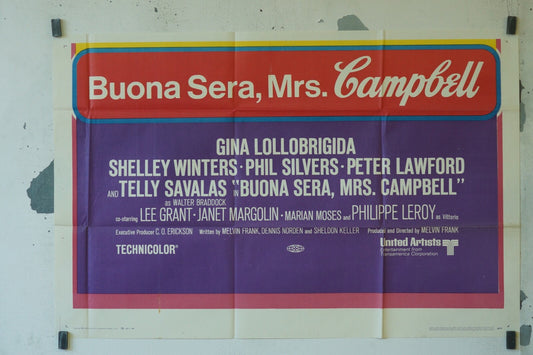 Buona Sera, Mrs. Campbell
GINA LOLLOBRIGIDA
SHELLEY WINTERS · PHIL SILVERS · PETER LAWFORD
AND TELLY SAVALAS IN "BUONA SERA, MRS. CAMPBELL"
as WALTER BRADDOCK
co-starring LEE GRANT · JANET MARGOLIN · MARIAN MOSES and PHILIPPE LEROY as Vittorio
Executive Producer C. O. ERICKSON Written by MELVIN FRANK, DENNIS NORDEN and SHELDON KELLER Produced and Directed by MELVIN FRANK
TECHNICOLOR®
United Artists
Entertainment from
Transamerica Corporation